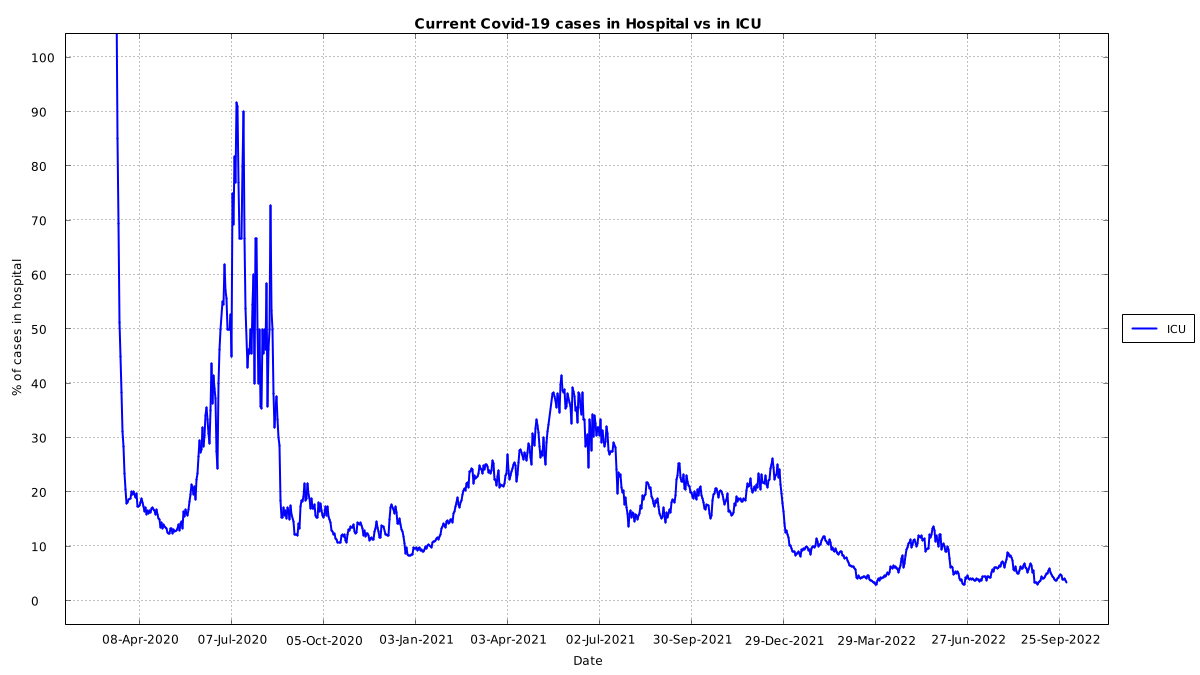 Current Covid-19 cases in Hospital vs in ICU
100
90
80
70
60
50
40
30
20
10
0
% of cases in hospital
08-Apr-2020 07-Jul-2020 05-Oct-2020 03-Jan-2021 03-Apr-2021 02-Jul-2021 30-Sep-2021 29-Dec-2021 29-Mar-2022 27-Jun-2022 25-Sep-2022
Date
ICU